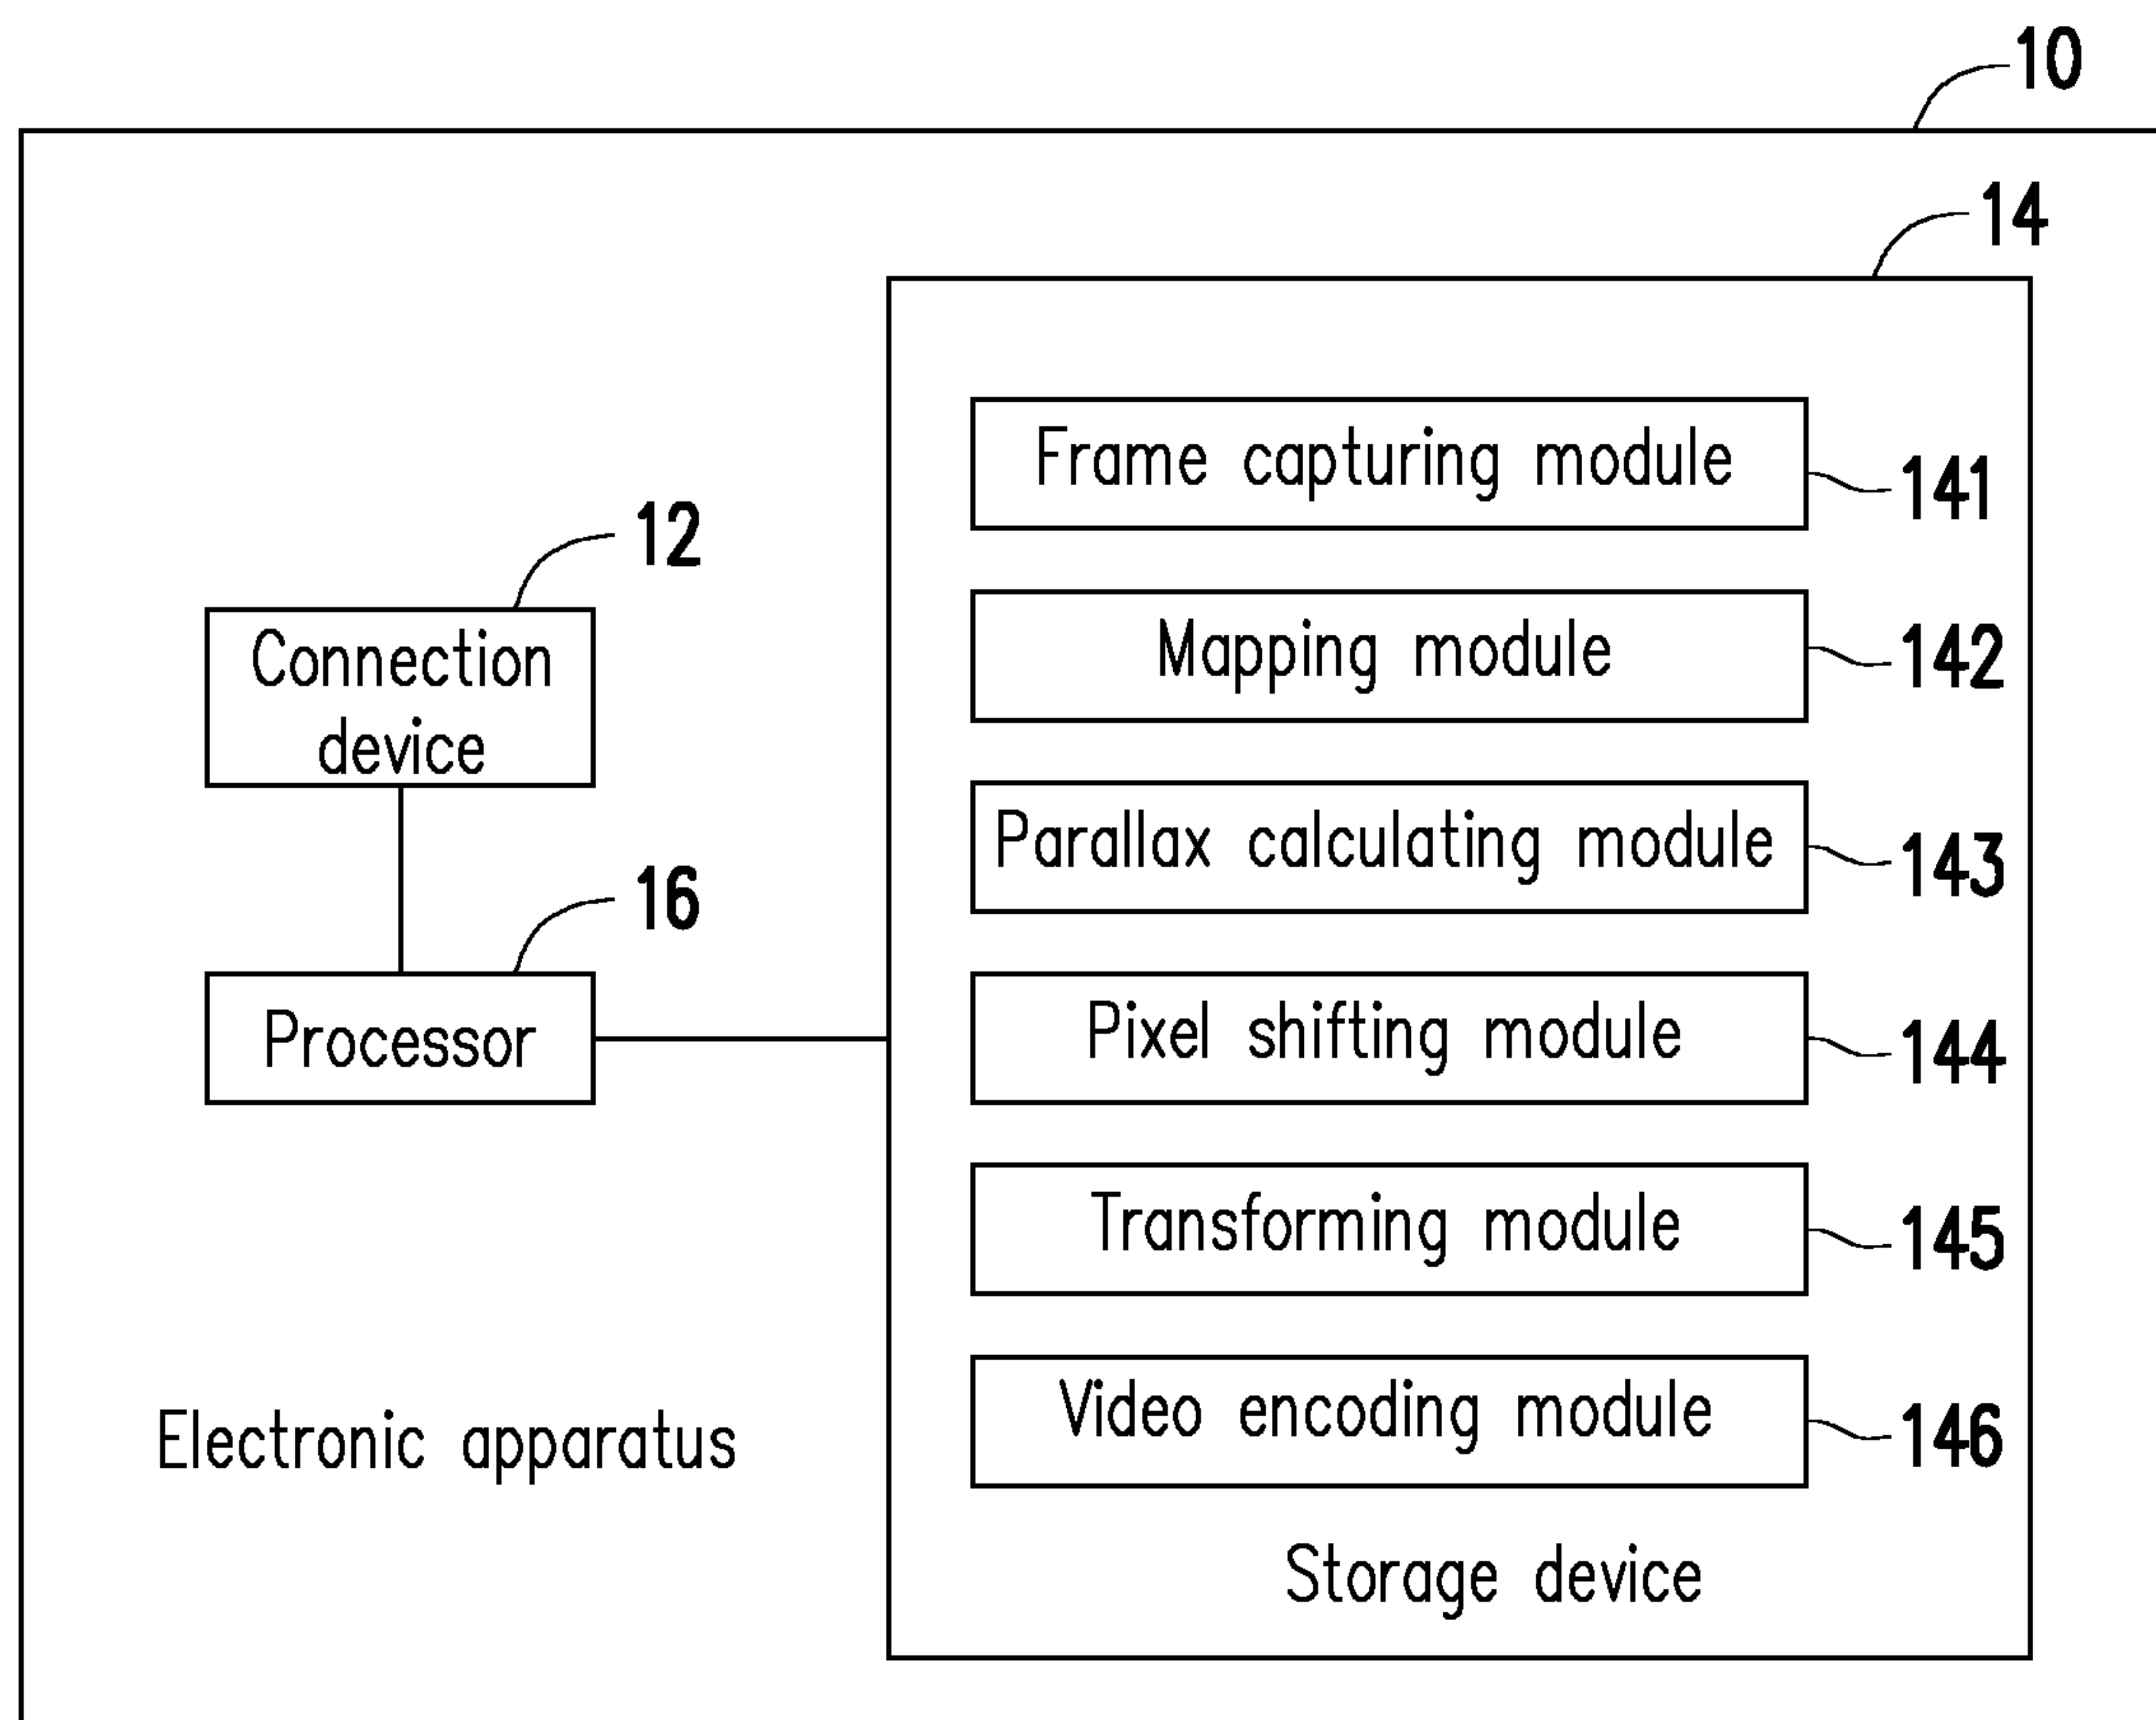 10
14
Frame capturing module
141
12
Mapping module
142
Connection
device
Parallax calculating module
143
16
Pixel shifting module
144
Processor
Transforming module
145
Video encoding module
146
Electronic apparatus
Storage device